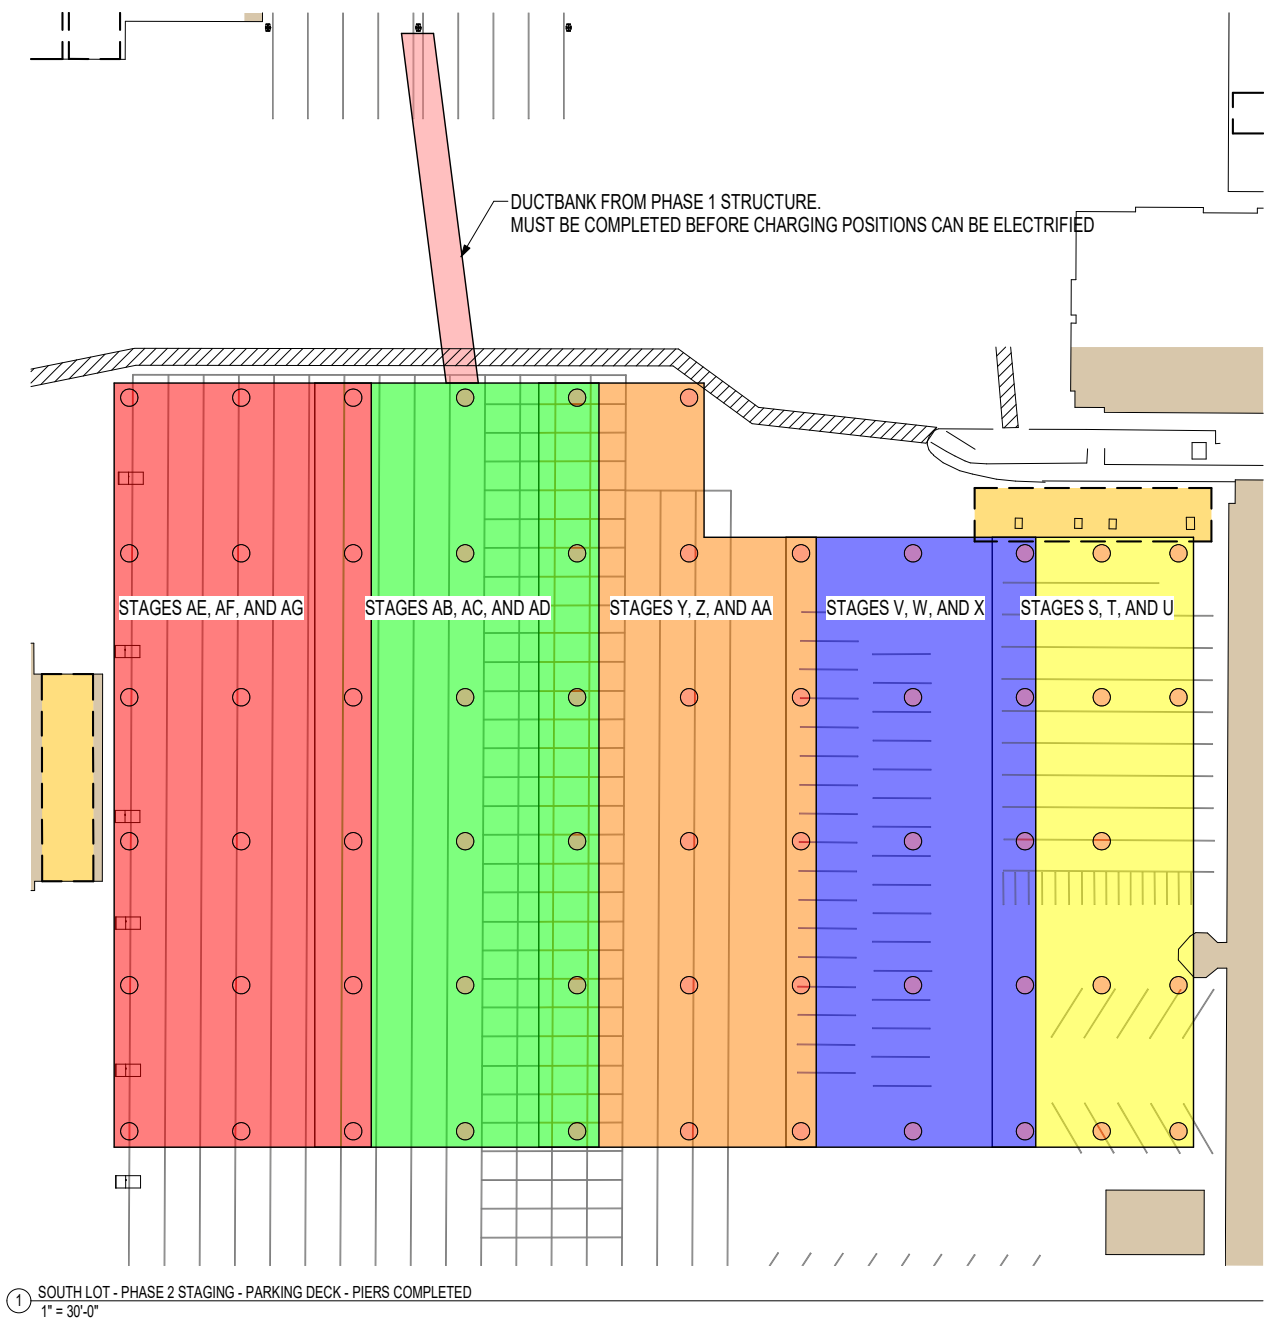 DUCTBANK FROM PHASE 1 STRUCTURE.
MUST BE COMPLETED BEFORE CHARGING POSITIONS CAN BE ELECTRIFIED
STAGES AE, AF, AND AG
STAGES AB, AC, AND AD
STAGES Y, Z, AND AA
STAGES V, W, AND X
STAGES S, T, AND U
1
SOUTH LOT - PHASE 2 STAGING - PARKING DECK - PIERS COMPLETED
1" = 30'-0"